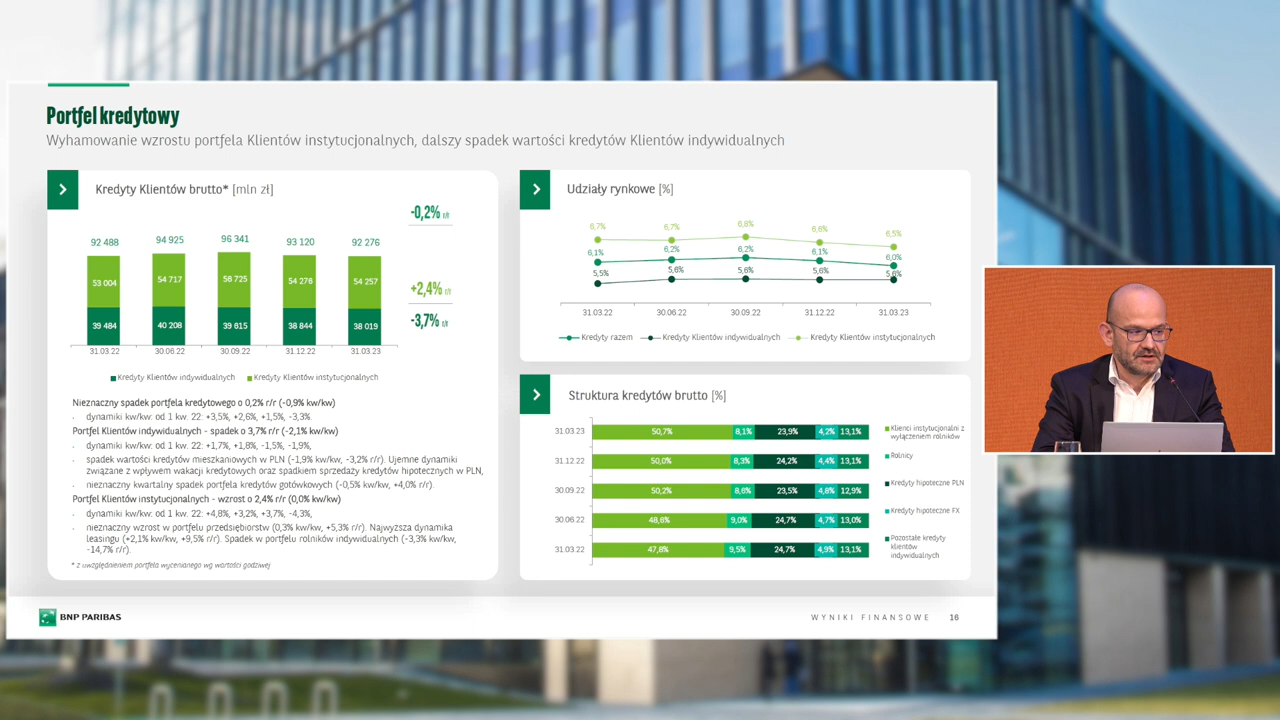 Portfel kredytowy
Wyhamowanie wzrostu portfela Klientów instytucjonalnych, dalszy spadek wartości kredytów Klientów indywidualnych
Kredyty Klientów brutto* [mln zł]
-0,2% r/r
92 488 94 925 96 341 93 120 92 276
53 004 54 717 56 725 54 276 54 257
+2,4% r/r
39 484 40 208 39 615 38 844 38 019
-3,7% r/r
31.03.22 30.06.22 30.09.22 31.12.22 31.03.23
Kredyty Klientów indywidualnych Kredyty Klientów instytucjonalnych
Nieznaczny spadek portfela kredytowego o 0,2% r/r (-0,9% kw/kw)
dynamiki kw/kw: od 1 kw. 22: +3,5%, +2,6%, +1,5%, -3,3%.
Portfel Klientów indywidualnych - spadek o 3,7% r/r (-2,1% kw/kw)
dynamiki kw/kw: od 1 kw. 22: +1,7%, +1,8%, -1,5%, -1,9%,
spadek wartości kredytów mieszkaniowych w PLN (-1,9% kw/kw, -3,2% r/r). Ujemne dynamiki
związane z wpływem wakacji kredytowych oraz spadkiem sprzedaży kredytów hipotecznych w PLN,
nieznaczny kwartalny spadek portfela kredytów gotówkowych (-0,5% kw/kw, +4,0% r/r).
Portfel Klientów instytucjonalnych - wzrost o 2,4% r/r (0,0% kw/kw)
dynamiki kw/kw: od 1 kw. 22: +4,8%, +3,2%, +3,7%, -4,3%,
nieznaczny wzrost w portfelu przedsiębiorstw (0,3% kw/kw, +5,3% r/r). Najwyższa dynamika
leasingu (+2,1% kw/kw, +9,5% r/r). Spadek w portfelu rolników indywidualnych (-3,3% kw/kw,
-14,7% r/r).
* z uwzględnieniem portfela wycenianego wg wartości godziwej
Udziały rynkowe [%]
6,7% 6,7% 6,8% 6,6% 6,5%
6,1% 6,2% 6,2% 6,1% 6,0%
5,5% 5,6% 5,6% 5,6% 5,6%
31.03.22 30.06.22 30.09.22 31.12.22 31.03.23
Kredyty razem Kredyty Klientów indywidualnych Kredyty Klientów instytucjonalnych
Struktura kredytów brutto [%]
31.03.23 50,7% 8,1% 23,9% 4,2% 13,1%
31.12.22 50,0% 8,3% 24,2% 4,4% 13,1%
30.09.22 50,2% 8,6% 23,5% 4,8% 12,9%
30.06.22 48,6% 9,0% 24,7% 4,7% 13,0%
31.03.22 47,8% 9,5% 24,7% 4,9% 13,1%
Klienci instytucjonalni z
wyłączeniem rolników
Rolnicy
Kredyty hipoteczne PLN
Kredyty hipoteczne FX
Pozostałe kredyty
klientów
indywidualnych
BNP PARIBAS
WYNIKI FINANSOWE 16